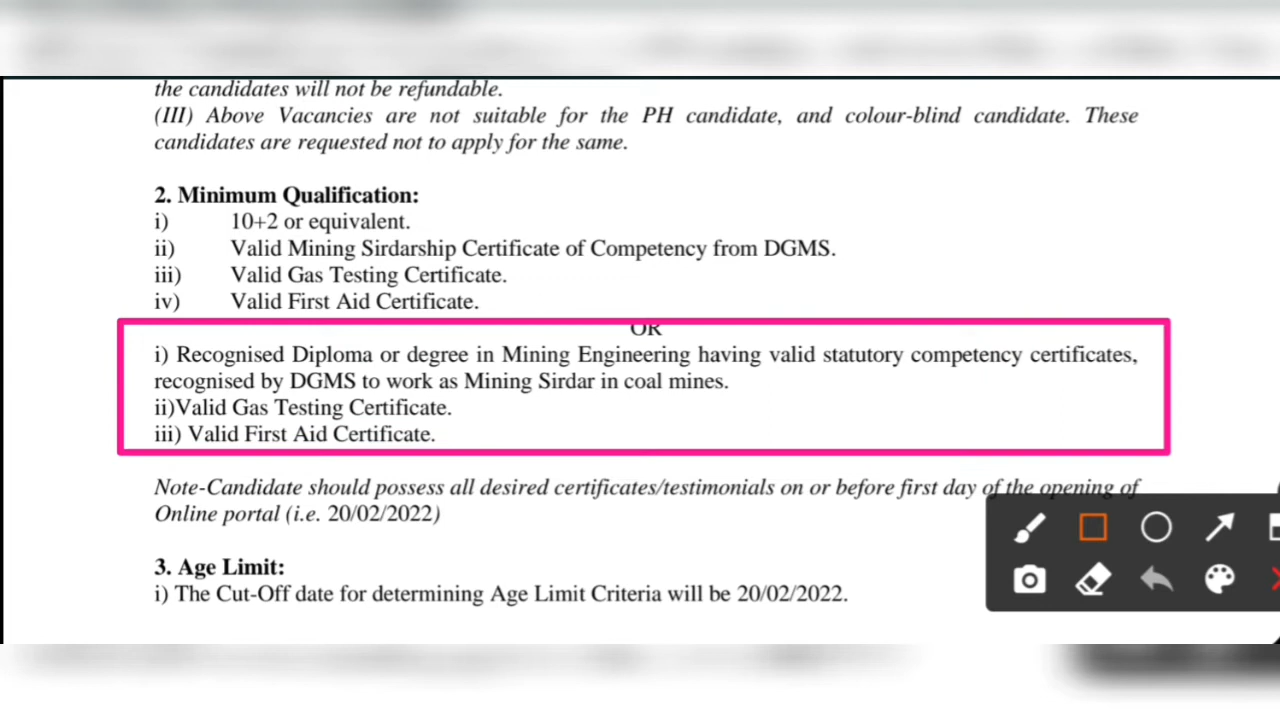 the candidates will not be refundable.
(III) Above Vacancies are not suitable for the PH candidate, and colour-blind candidate. These
candidates are requested not to apply for the same.
2. Minimum Qualification:
i) 10+2 or equivalent.
ii) Valid Mining Sirdarship Certificate of Competency from DGMS.
iii) Valid Gas Testing Certificate.
iv) Valid First Aid Certificate.
OR
i) Recognised Diploma or degree in Mining Engineering having valid statutory competency certificates,
recognised by DGMS to work as Mining Sirdar in coal mines.
ii)Valid Gas Testing Certificate.
iii) Valid First Aid Certificate.
Note-Candidate should possess all desired certificates/testimonials on or before first day of the opening of
Online portal (i.e. 20/02/2022)
3. Age Limit:
i) The Cut-Off date for determining Age Limit Criteria will be 20/02/2022.